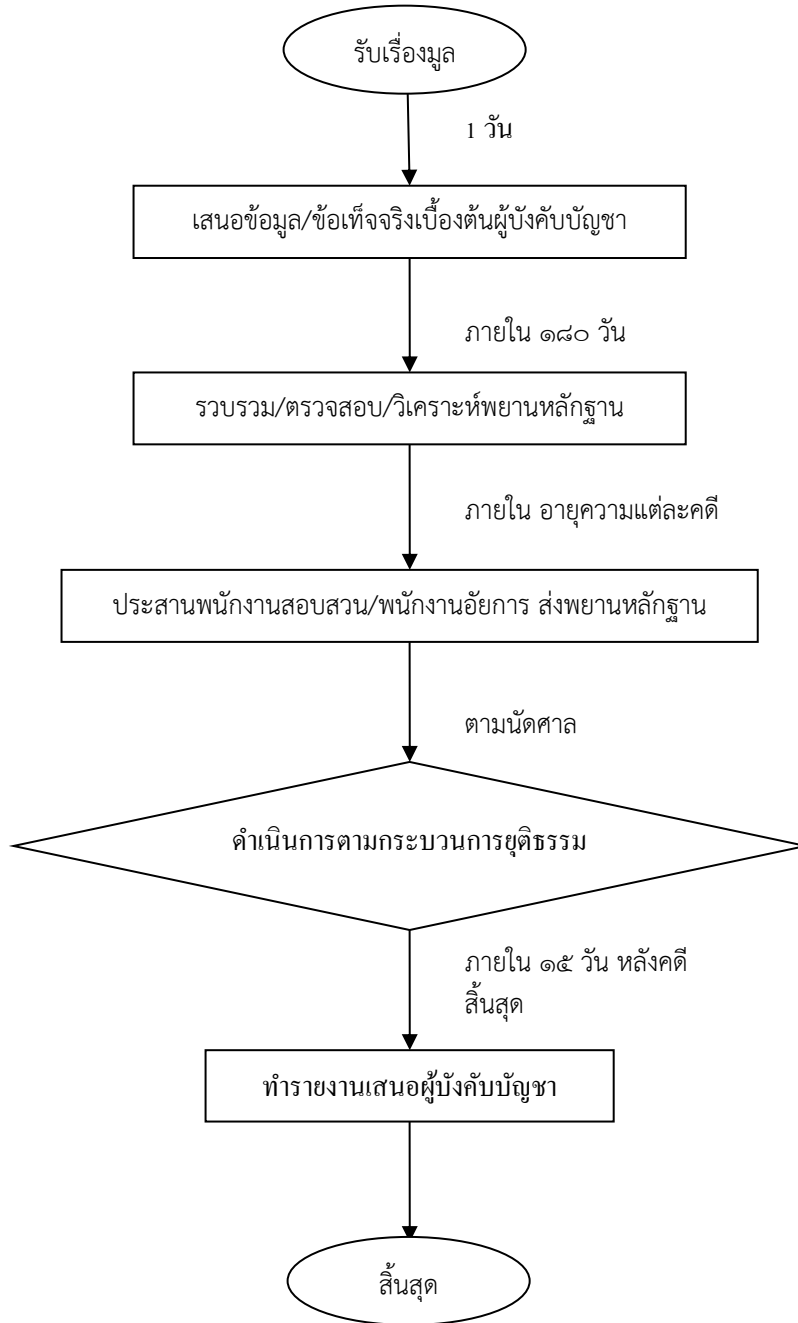 รับเรื่องมูล
1 วัน
เสนอข้อมูล/ข้อเท็จจริงเบื้องต้นผู้บังคับบัญชา
ภายใน ๑๘๐ วัน
รวบรวม/ตรวจสอบ/วิเคราะห์พยานหลักฐาน
ภายใน อายุความแต่ละคดี
ประสานพนักงานสอบสวน/พนักงานอัยการ ส่งพยานหลักฐาน
ตามนัดศาล
ดำเนินการตามกระบวนการยุติธรรม
ภายใน ๑๕ วัน หลังคดี
สิ้นสุด
ทำรายงานเสนอผู้บังคับบัญชา
สิ้นสุด